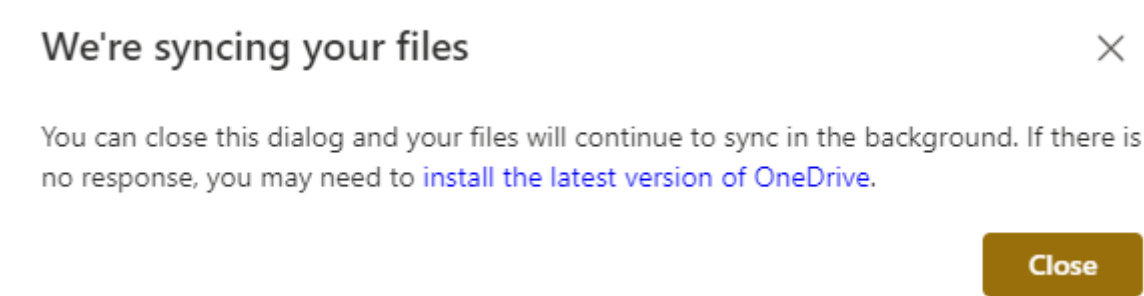 We're syncing your files
You can close this dialog and your files will continue to sync in the background. If there is
no response, you may need to install the latest version of OneDrive.
Close